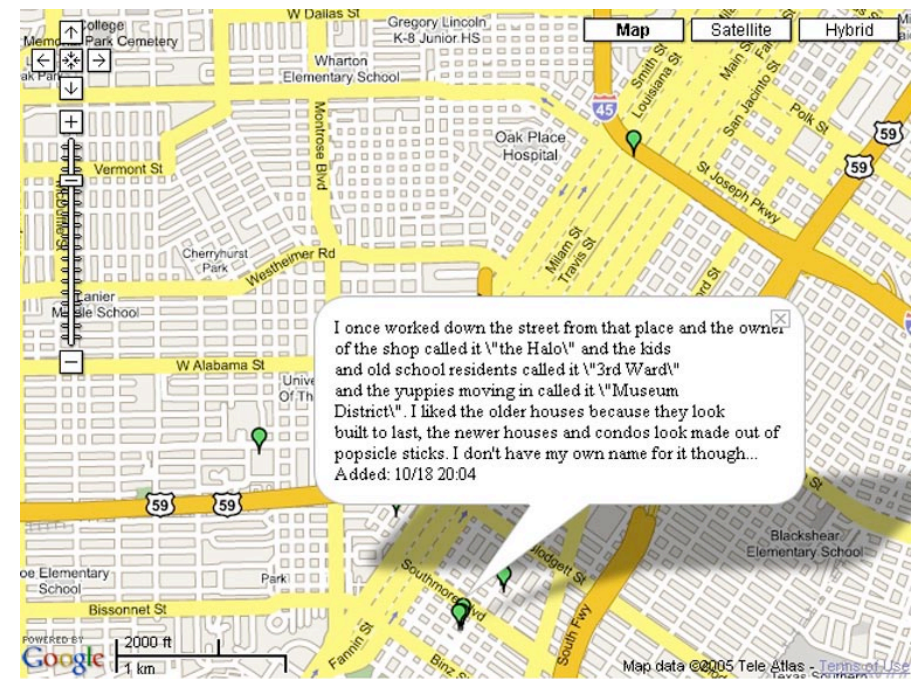 W Dallas St
College
Memorial Park Cemetery
Gregory Lincoln
K-8 Junior HS
Map
Satellite
Hybrid
Wharton
Elementary School
Smith St
Louisiana St
Main St
San Jacinto St
Polk St
45
59
59
Montrose Blvd
Oak Place
Hospital
Vermont St
St Joseph Pkwy
Cherryhurst
Park
Westheimer Rd
Milam St
Travis St
Lanier
Middle School
I once worked down the street from that place and the owner
of the shop called it \"the Halo\" and the kids
and old school residents called it \"3rd Ward\"
and the yuppies moving in called it \"Museum
District\". I liked the older houses because they look
built to last, the newer houses and condos look made out of
popsicle sticks. I don't have my own name for it though...
Added: 10/18 20:04
W Alabama St
Of Th
59
59
Blackshear
Elementary School
Blodgett St
oe Elementary
School
Park
Southmore Blvd
Bissonnet St
South Fwy
Fannin St
Binz St
POWERED BY
Google
2000 ft
1 km
Map data ©2005 Tele Atlas - Terms of Use
Texas Southern